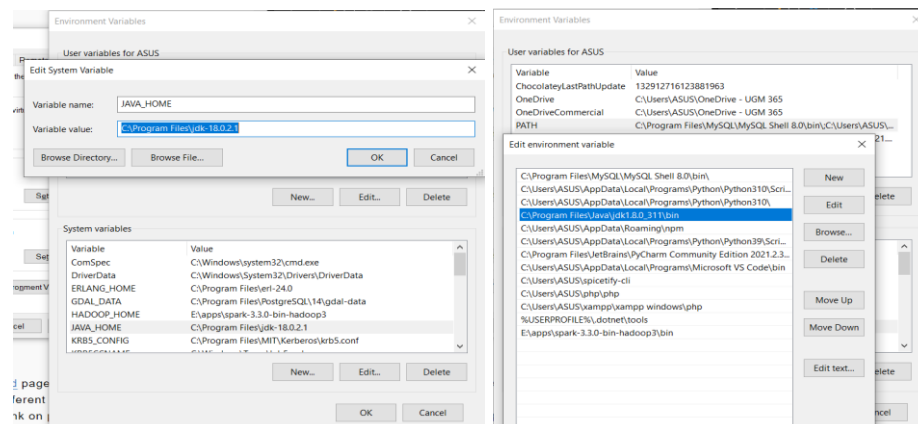 Environment Variables
User variables for ASUS
Edit System Variable
Variable name: JAVA_HOME
Variable value: C:\Program Files\jdk-18.0.2.1
Browse Directory... Browse File... OK Cancel
New... Edit... Delete
System variables
Variable Value
ComSpec C:\Windows\system32\cmd.exe
DriverData C:\Windows\System32\Drivers\DriverData
ERLANG_HOME C:\Program Files\erl-24.0
GDAL_DATA C:\Program Files\PostgreSQL\14\gdal-data
HADOOP_HOME E:\apps\spark-3.3.0-bin-hadoop3
JAVA_HOME C:\Program Files\jdk-18.0.2.1
KRB5_CONFIG C:\Program Files\MIT\Kerberos\krb5.conf
New... Edit... Delete
OK Cancel
page
ferent
nk on
Environment Variables
User variables for ASUS
Variable Value
ChocolateyLastPathUpdate 132912716123881963
OneDrive C:\Users\ASUS\OneDrive - UGM 365
OneDriveCommercial C:\Users\ASUS\OneDrive - UGM 365
PATH C:\Program Files\MySQL\MySQL Shell 8.0\bin\;C:\Users\ASUS\...
Edit environment variable
C:\Program Files\MySQL\MySQL Shell 8.0\bin\
C:\Users\ASUS\AppData\Local\Programs\Python\Python310\Scri...
C:\Users\ASUS\AppData\Local\Programs\Python\Python310\
C:\Program Files\Java\jdk1.8.0_311\bin
C:\Users\ASUS\AppData\Roaming\npm
C:\Users\ASUS\AppData\Local\Programs\Python\Python39\Scri...
C:\Program Files\JetBrains\PyCharm Community Edition 2021.2.3...
C:\Users\ASUS\AppData\Local\Programs\Microsoft VS Code\bin
C:\Users\ASUS\spicetify-cli
C:\Users\ASUS\php\php
C:\Users\ASUS\xampp\xampp windows\php
%USERPROFILE%\.dotnet\tools
E:\apps\spark-3.3.0-bin-hadoop3\bin
New
Edit
Browse...
Delete
Move Up
Move Down
Edit text...
21...
elete
elete
ncel